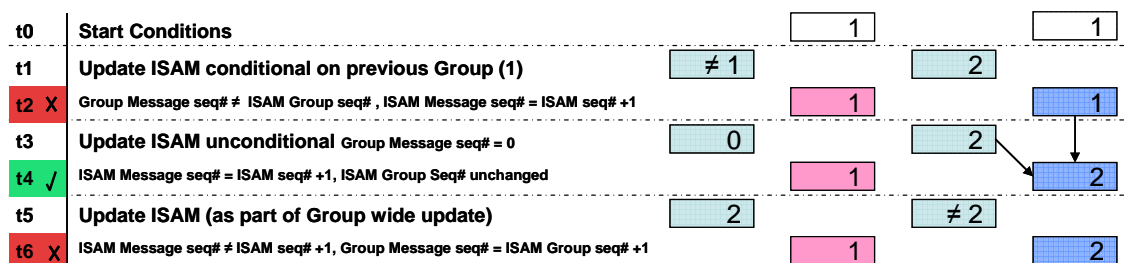 t0 Start Conditions 1 1
t1 Update ISAM conditional on previous Group (1) ≠ 1 2
t2 X Group Message seq# ≠ ISAM Group seq# , ISAM Message seq# = ISAM seq# +1 1 1
t3 Update ISAM unconditional Group Message seq# = 0 0 2
t4 √ ISAM Message seq# = ISAM seq# +1, ISAM Group Seq# unchanged 1 2
t5 Update ISAM (as part of Group wide update) 2 ≠ 2
t6 X ISAM Message seq# ≠ ISAM seq# +1, Group Message seq# = ISAM Group seq# +1 1 2